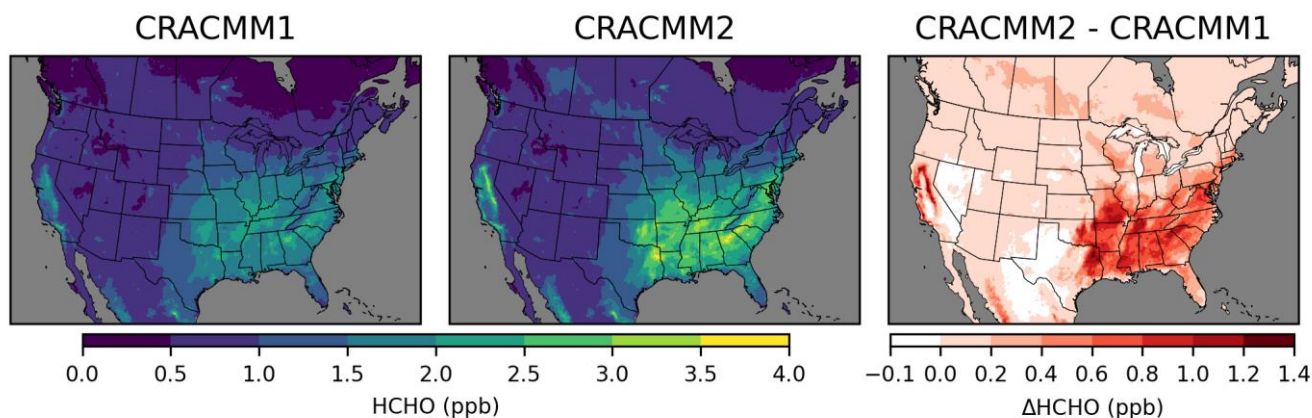 CRACMM1
CRACMM2
CRACMM2 - CRACMM1
0.0 0.5 1.0 1.5 2.0 2.5 3.0 3.5 4.0
HCHO (ppb)
−0.1 0.0 0.2 0.4 0.6 0.8 1.0 1.2 1.4
ΔHCHO (ppb)